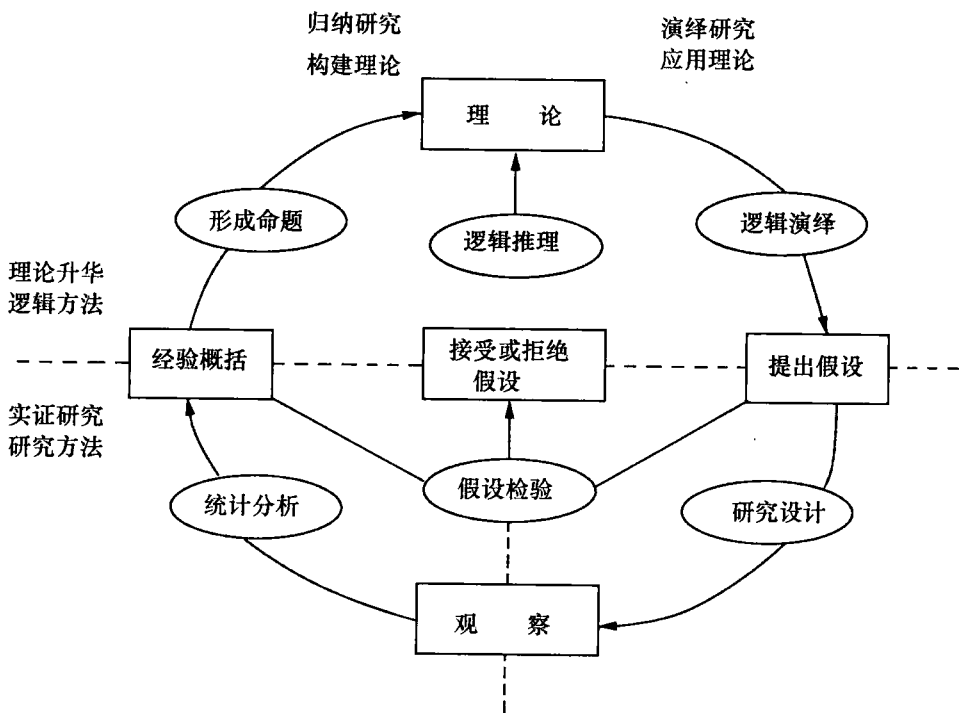 归纳研究
构建理论
演绎研究
应用理论
理 论
形成命题
逻辑推理
逻辑演绎
理论升华
逻辑方法
经验概括
接受或拒绝
假设
提出假设
实证研究
研究方法
统计分析
假设检验
研究设计
观 察